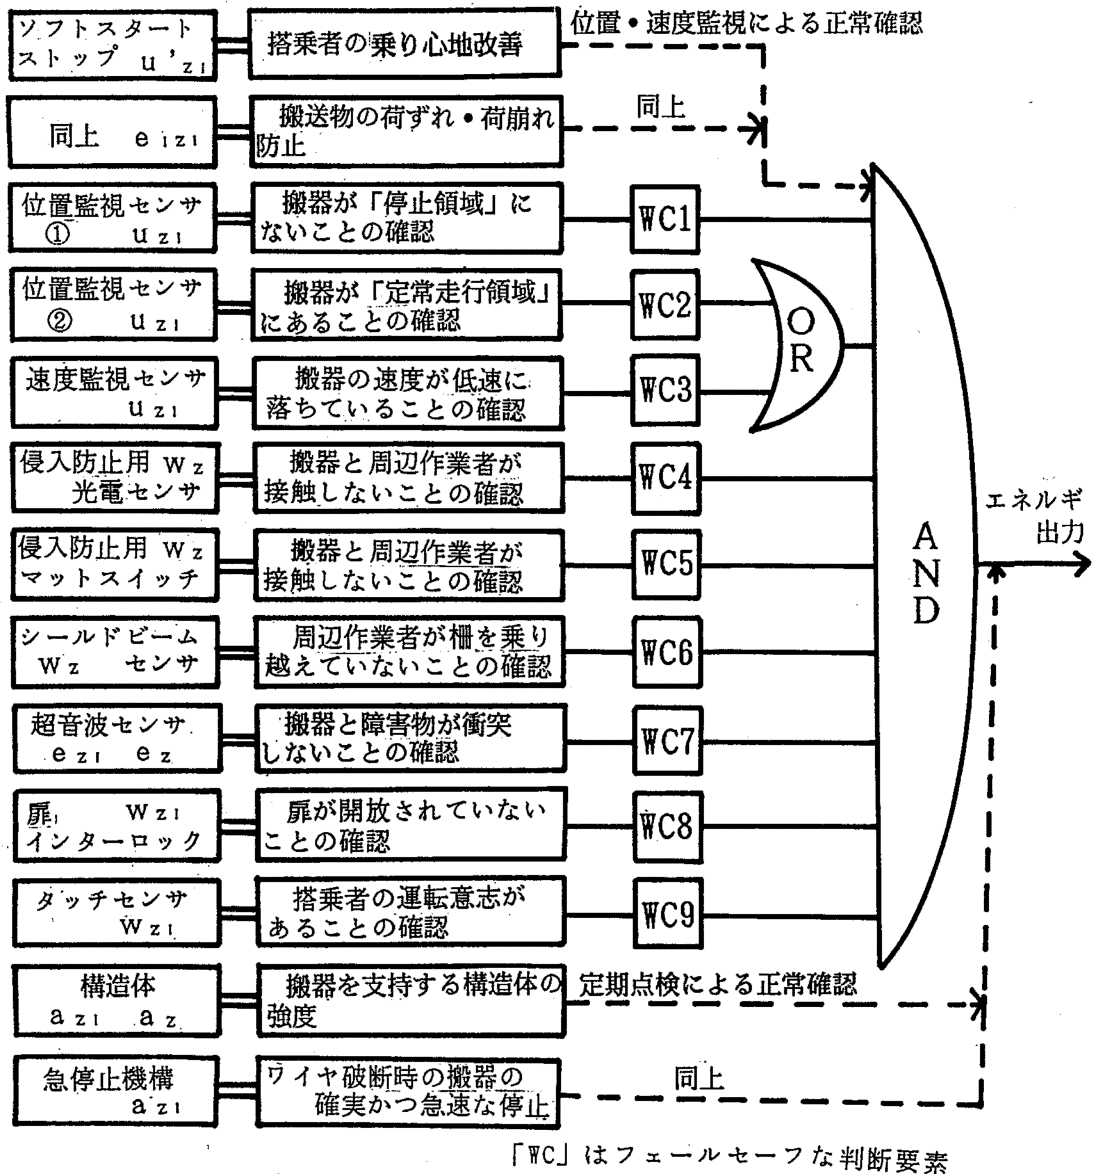 ソフトスタート
ストップ u'z1
搭乗者の乗り心地改善
位置・速度監視による正常確認
同上 e1z1
搬送物の荷ずれ・荷崩れ
防止
同上
位置監視センサ
① uz1
搬器が「停止領域」に
ないことの確認
WC1
位置監視センサ
② uz1
搬器が「定常走行領域」
にあることの確認
WC2
OR
速度監視センサ
uz1
搬器の速度が低速に
落ちていることの確認
WC3
侵入防止用 Wz
光電センサ
搬器と周辺作業者が
接触しないことの確認
WC4
侵入防止用 Wz
マットスイッチ
搬器と周辺作業者が
接触しないことの確認
WC5
AND
エネルギ
出力
シールドビーム
Wz センサ
周辺作業者が柵を乗り
越えていないことの確認
WC6
超音波センサ
ez1 ez
搬器と障害物が衝突
しないことの確認
WC7
扉 Wz1
インターロック
扉が開放されていない
ことの確認
WC8
タッチセンサ
Wz1
搭乗者の運転意志が
あることの確認
WC9
構造体
az1 az
搬器を支持する構造体の
強度
定期点検による正常確認
急停止機構
az1
ワイヤ破断時の搬器の
確実かつ急速な停止
同上
「WC」はフェールセーフな判断要素